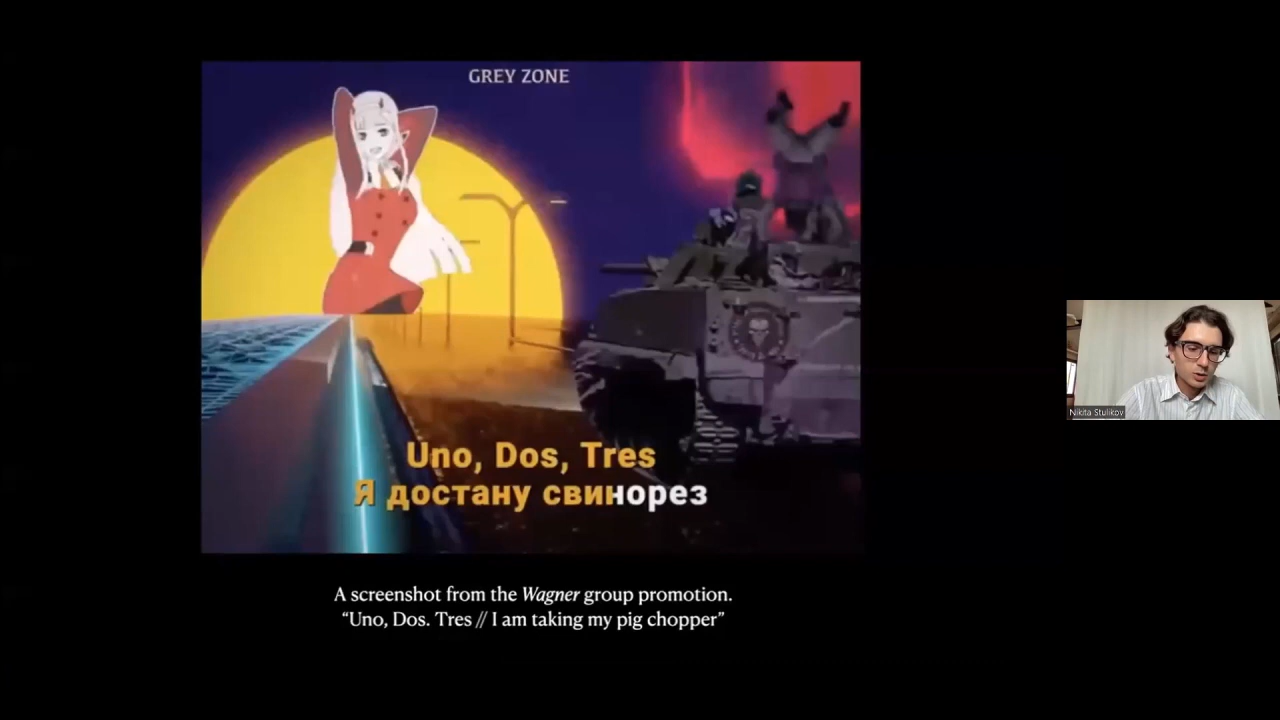 GREY ZONE
Uno, Dos, Tres
Я достану свинорез
A screenshot from the Wagner group promotion.
“Uno, Dos. Tres // I am taking my pig chopper”
Nikita Stulikov